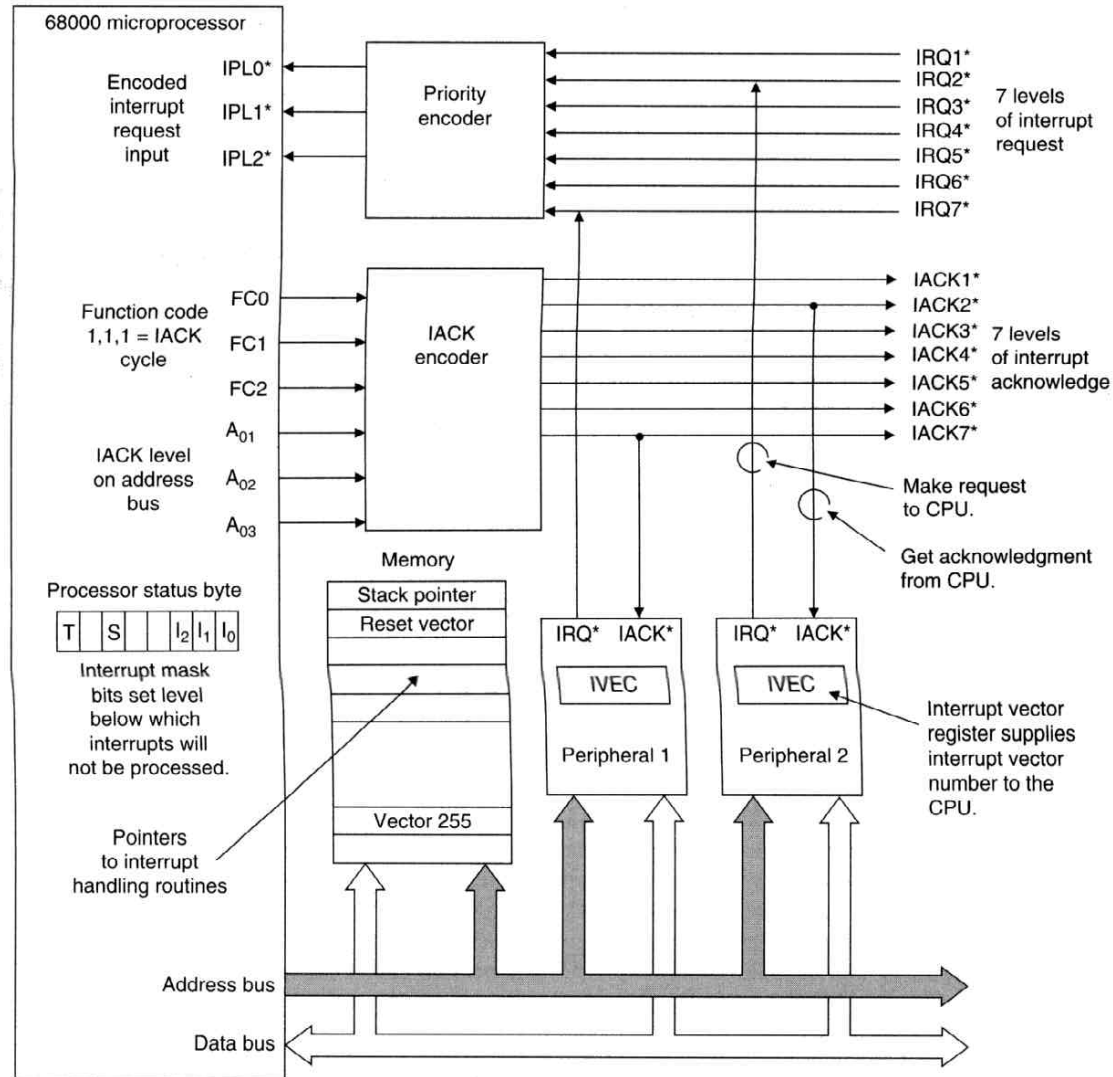 68000 microprocessor
Encoded
interrupt
request
input
IPL0*
IPL1*
IPL2*
Priority
encoder
IRQ1*
IRQ2*
IRQ3*
IRQ4*
IRQ5*
IRQ6*
IRQ7*
7 levels
of interrupt
request
Function code
1,1,1 = IACK
cycle
FC0
FC1
FC2
IACK level
on address
bus
A01
A02
A03
IACK
encoder
IACK1*
IACK2*
IACK3*
IACK4*
IACK5*
IACK6*
IACK7*
7 levels
of interrupt
acknowledge
Make request
to CPU.
Get acknowledgment
from CPU.
Processor status byte
T S I2 I1 I0
Interrupt mask
bits set level
below which
interrupts will
not be processed.
Pointers
to interrupt
handling routines
Memory
Stack pointer
Reset vector
Vector 255
IRQ* IACK*
IVEC
Peripheral 1
IRQ* IACK*
IVEC
Peripheral 2
Interrupt vector
register supplies
interrupt vector
number to the
CPU.
Address bus
Data bus